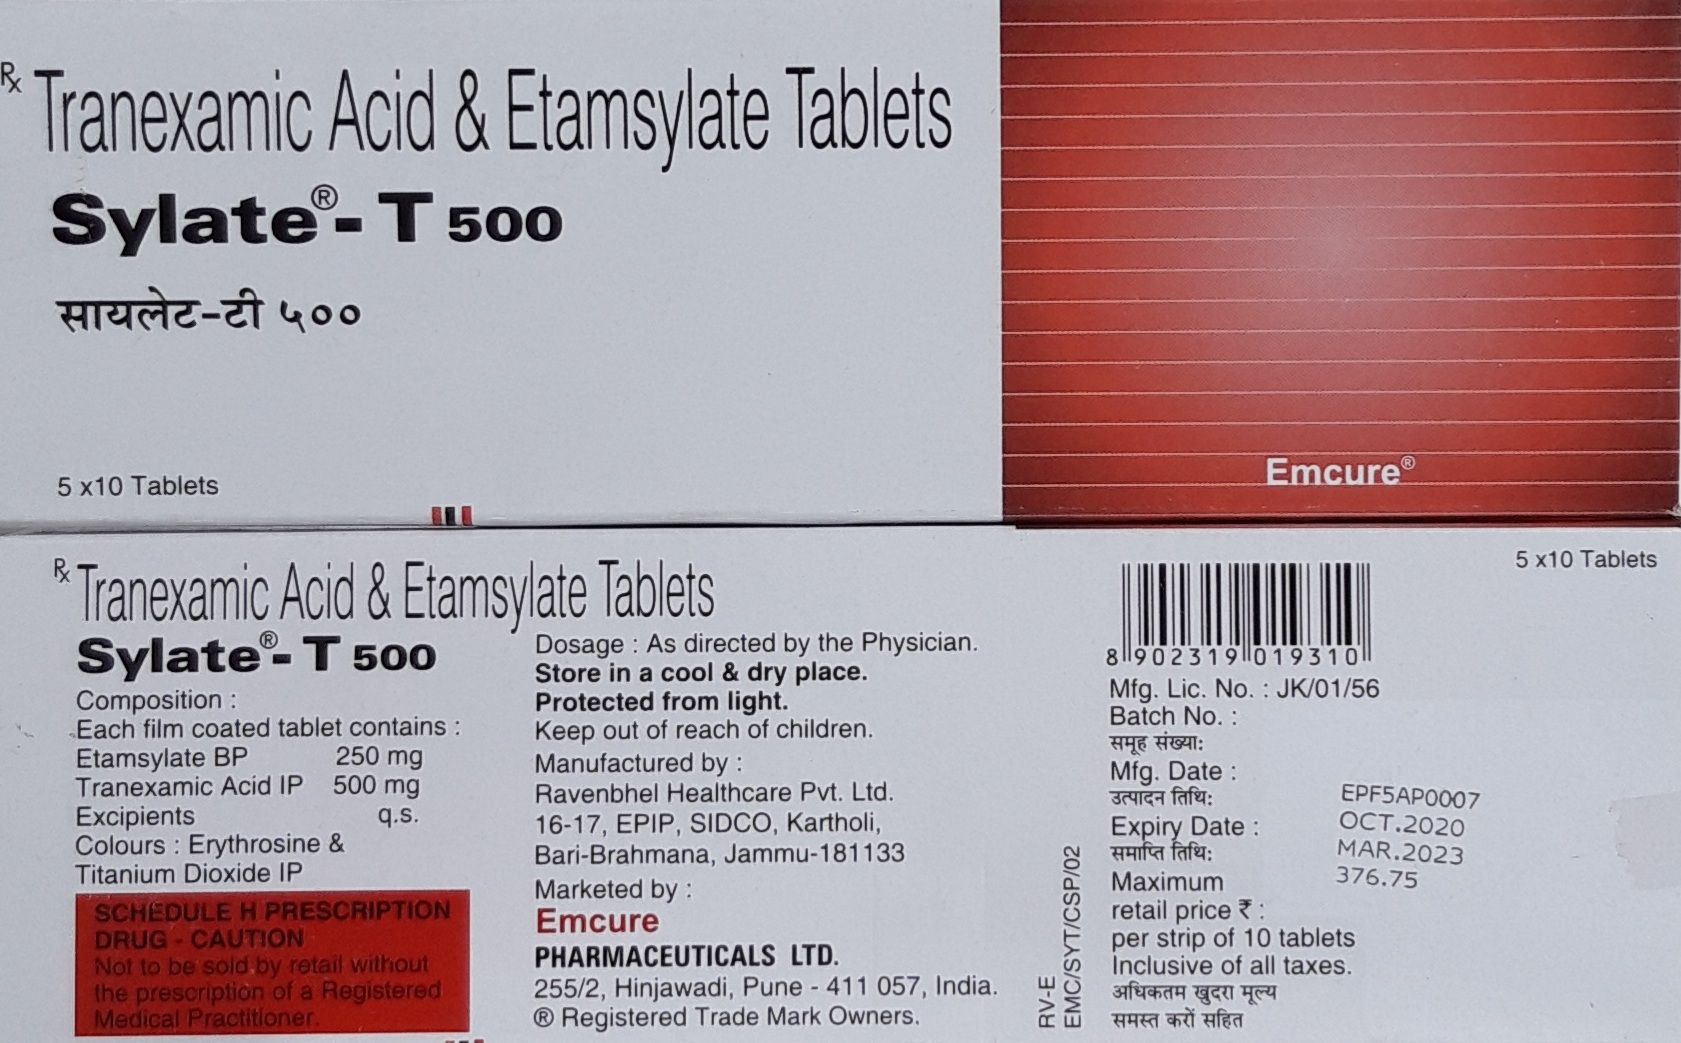 Rx Tranexamic Acid & Etamsylate Tablets
Sylate®- T 500
सायलेट-टी ५००
5 x10 Tablets
Emcure®
Rx Tranexamic Acid & Etamsylate Tablets
Sylate®- T 500
Composition :
Each film coated tablet contains :
Etamsylate BP 250 mg
Tranexamic Acid IP 500 mg
Excipients q.s.
Colours : Erythrosine &
Titanium Dioxide IP
SCHEDULE H PRESCRIPTION
DRUG - CAUTION
Not to be sold by retail without
the prescription of a Registered
Medical Practitioner.
Dosage : As directed by the Physician.
Store in a cool & dry place.
Protected from light.
Keep out of reach of children.
Manufactured by :
Ravenbhel Healthcare Pvt. Ltd.
16-17, EPIP, SIDCO, Kartholi,
Bari-Brahmana, Jammu-181133
Marketed by :
Emcure
PHARMACEUTICALS LTD.
255/2, Hinjawadi, Pune - 411 057, India.
® Registered Trade Mark Owners.
RV-E
EMC/SYT/CSP/02
5 x10 Tablets
8 902319 019310
Mfg. Lic. No. : JK/01/56
Batch No. :
समूह संख्या:
Mfg. Date :
उत्पादन तिथि:
Expiry Date :
समाप्ति तिथि:
Maximum
retail price ₹ :
per strip of 10 tablets
Inclusive of all taxes.
अधिकतम खुदरा मूल्य
समस्त करों सहित
EPF5AP0007
OCT.2020
MAR.2023
376.75